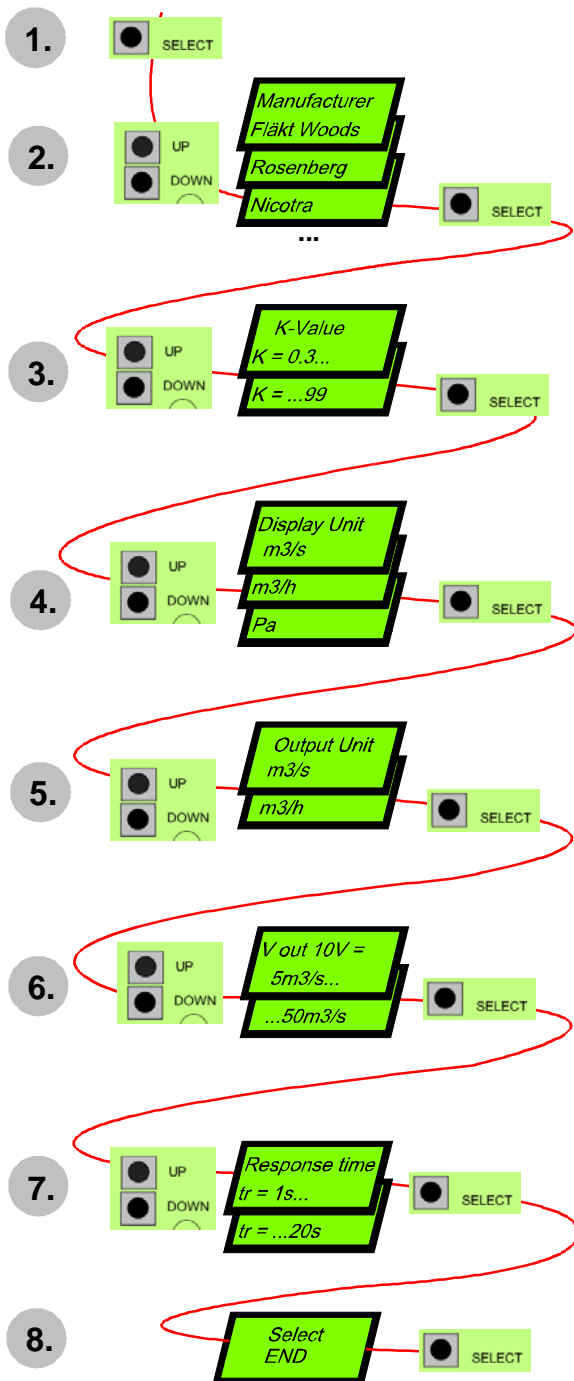 1.
SELECT
2.
UP
DOWN
Manufacturer
Fläkt Woods
Rosenberg
Nicotra
...
SELECT
3.
UP
DOWN
K-Value
K = 0.3...
K = ...99
SELECT
4.
UP
DOWN
Display Unit
m3/s
m3/h
Pa
SELECT
5.
UP
DOWN
Output Unit
m3/s
m3/h
SELECT
6.
UP
DOWN
V out 10V =
5m3/s...
...50m3/s
SELECT
7.
UP
DOWN
Response time
tr = 1s...
tr = ...20s
SELECT
8.
Select
END
SELECT